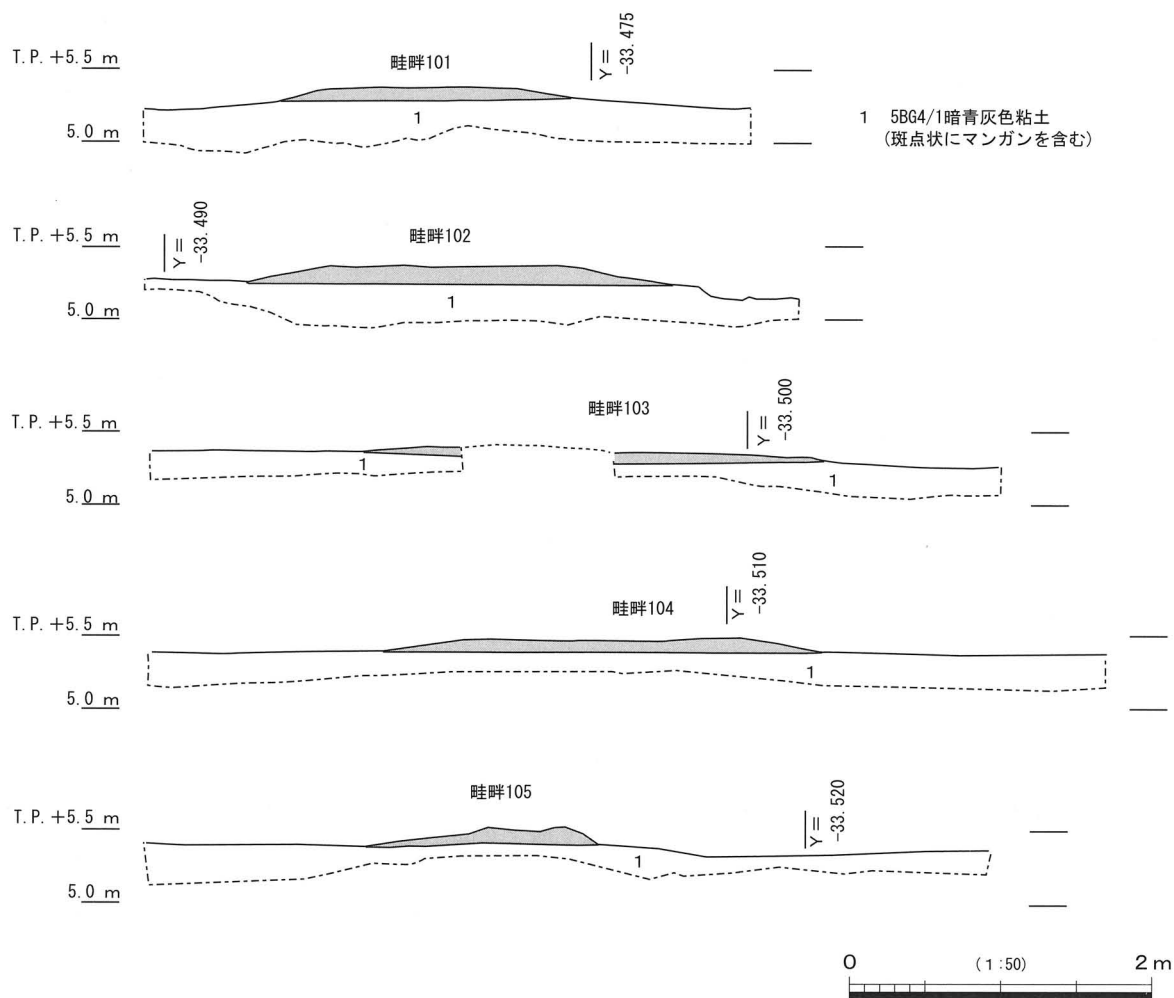 T.P.+5.5 m
畦畔101
Y=
-33.475
5.0 m
1
1 5BG4/1暗青灰色粘土
(斑点状にマンガンを含む)
T.P.+5.5 m
Y=
-33.490
畦畔102
5.0 m
1
T.P.+5.5 m
畦畔103
Y=
-33.500
1
5.0 m
1
T.P.+5.5 m
畦畔104
Y=
-33.510
5.0 m
1
T.P.+5.5 m
畦畔105
Y=
-33.520
5.0 m
1
0 (1:50) 2m